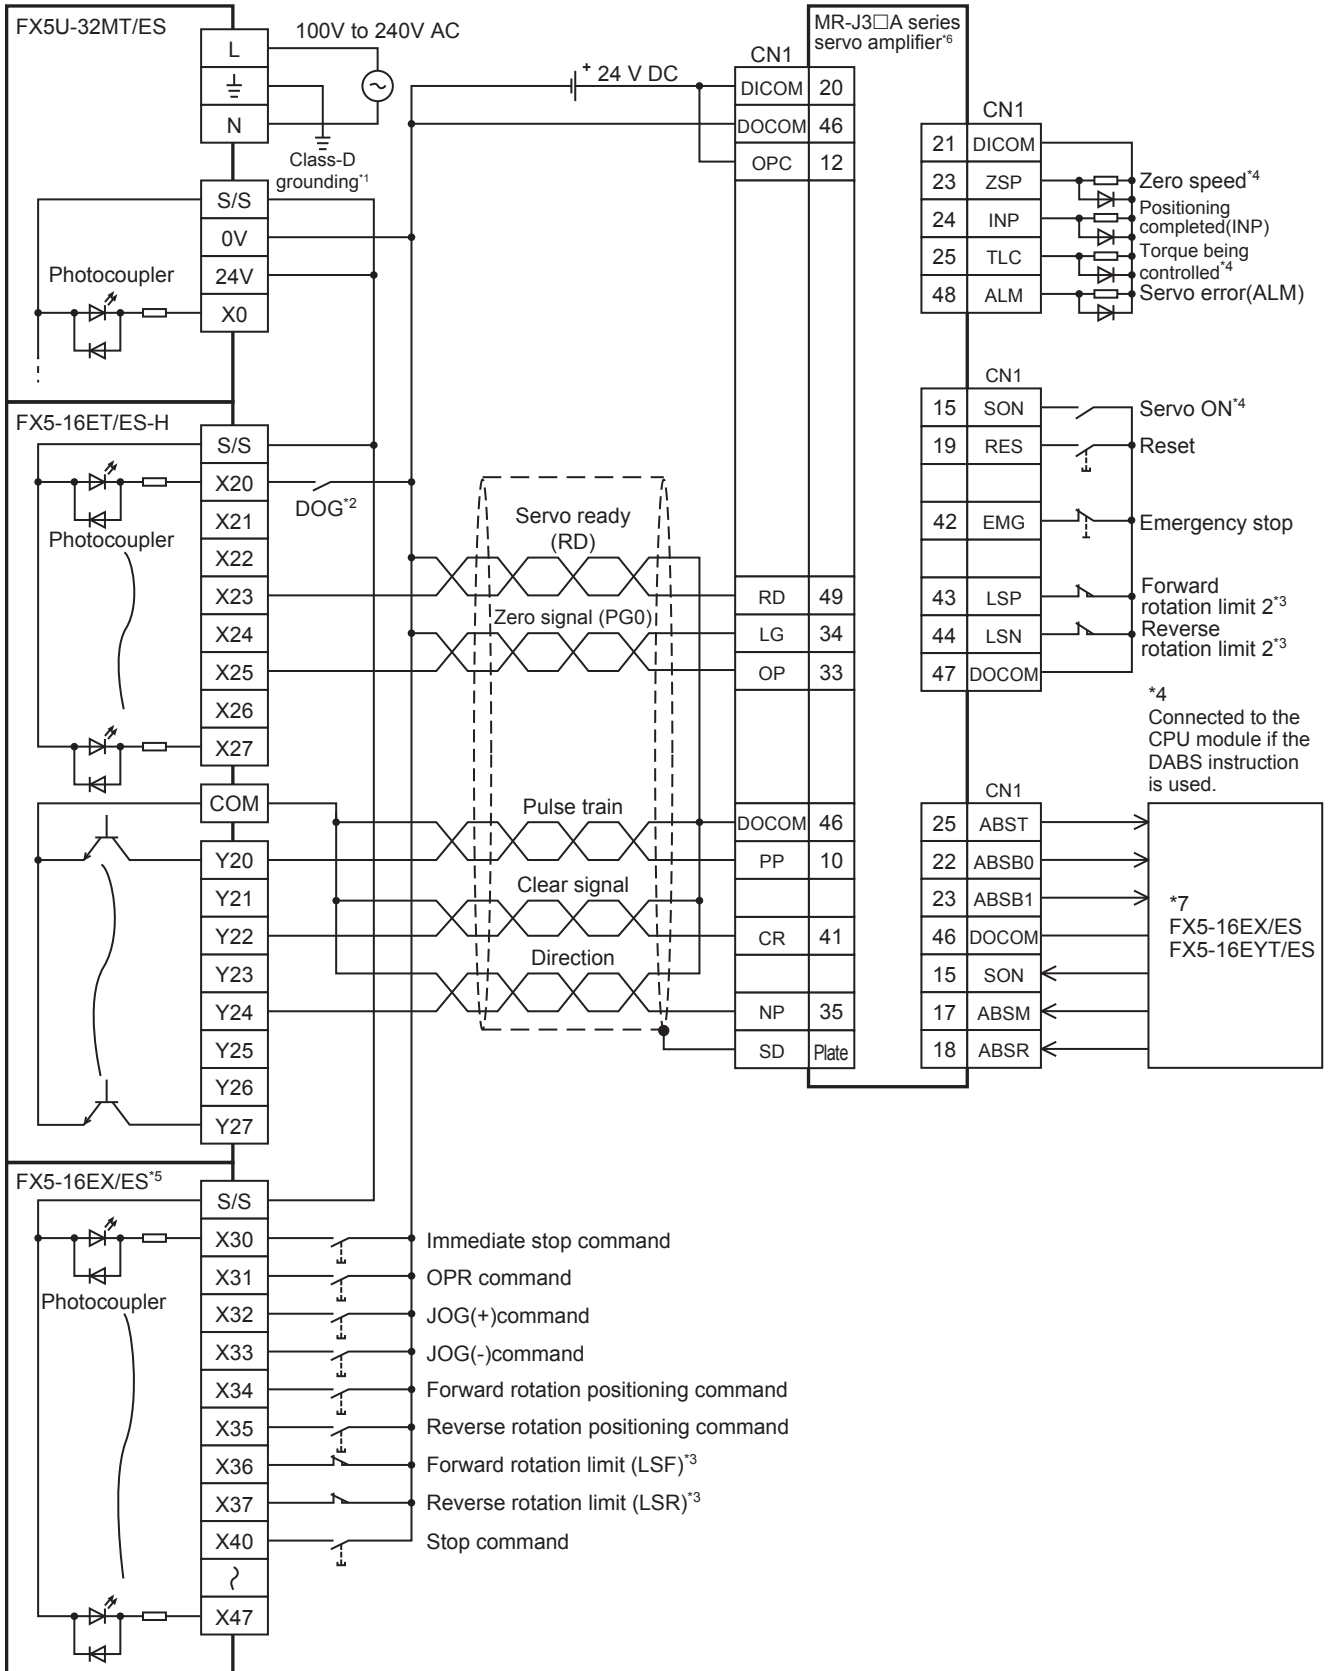 FX5U-32MT/ES
L
N
100V to 240V AC
Class-D
grounding*1
S/S
0V
24V
X0
Photocoupler
FX5-16ET/ES-H
S/S
X20
X21
X22
X23
X24
X25
X26
X27
Photocoupler
DOG*2
COM
Y20
Y21
Y22
Y23
Y24
Y25
Y26
Y27
FX5-16EX/ES*5
S/S
X30
X31
X32
X33
X34
X35
X36
X37
X40
X47
Photocoupler
Immediate stop command
OPR command
JOG(+)command
JOG(-)command
Forward rotation positioning command
Reverse rotation positioning command
Forward rotation limit (LSF)*3
Reverse rotation limit (LSR)*3
Stop command
+ 24 V DC
Servo ready
(RD)
Zero signal (PG0)
Pulse train
Clear signal
Direction
MR-J3□A series
servo amplifier*6
CN1
DICOM 20
DOCOM 46
OPC 12
RD 49
LG 34
OP 33
DOCOM 46
PP 10
CR 41
NP 35
SD Plate
CN1
21 DICOM
23 ZSP Zero speed*4
24 INP Positioning
completed(INP)
25 TLC Torque being
controlled*4
48 ALM Servo error(ALM)
CN1
15 SON Servo ON*4
19 RES Reset
42 EMG Emergency stop
43 LSP Forward
rotation limit 2*3
44 LSN Reverse
rotation limit 2*3
47 DOCOM
*4
Connected to the
CPU module if the
DABS instruction
is used.
CN1
25 ABST
22 ABSB0
23 ABSB1
46 DOCOM
15 SON
17 ABSM
18 ABSR
*7
FX5-16EX/ES
FX5-16EYT/ES